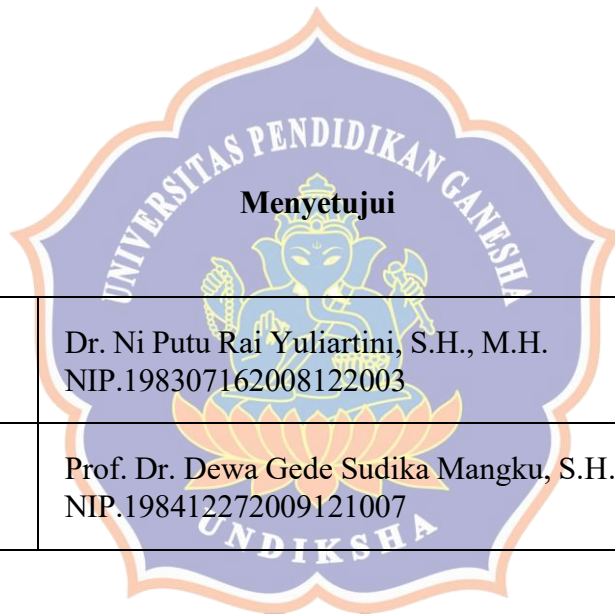 UNIVERSITAS PENDIDIKAN GANESHA
Menyetujui
Dr. Ni Putu Rai Yuliartini, S.H., M.H.
NIP.198307162008122003
Prof. Dr. Dewa Gede Sudika Mangku, S.H.
NIP.198412272009121007
UNDIKSHA